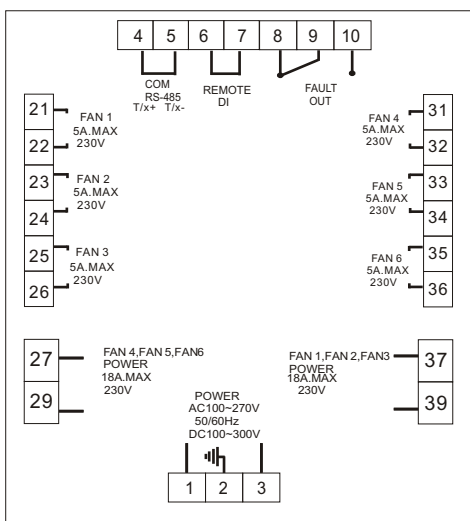 4 5 6 7 8 9 10
COM
RS-485
T/x+ T/x-
REMOTE
DI
FAULT
OUT
21
22
FAN 1
5A.MAX
230V
23
24
FAN 2
5A.MAX
230V
25
26
FAN 3
5A.MAX
230V
31
32
FAN 4
5A.MAX
230V
33
34
FAN 5
5A.MAX
230V
35
36
FAN 6
5A.MAX
230V
27
29
FAN 4,FAN 5,FAN6
POWER
18A.MAX
230V
37
39
FAN 1,FAN 2,FAN3
POWER
18A.MAX
230V
POWER
AC100~270V
50/60Hz
DC100~300V
1 2 3